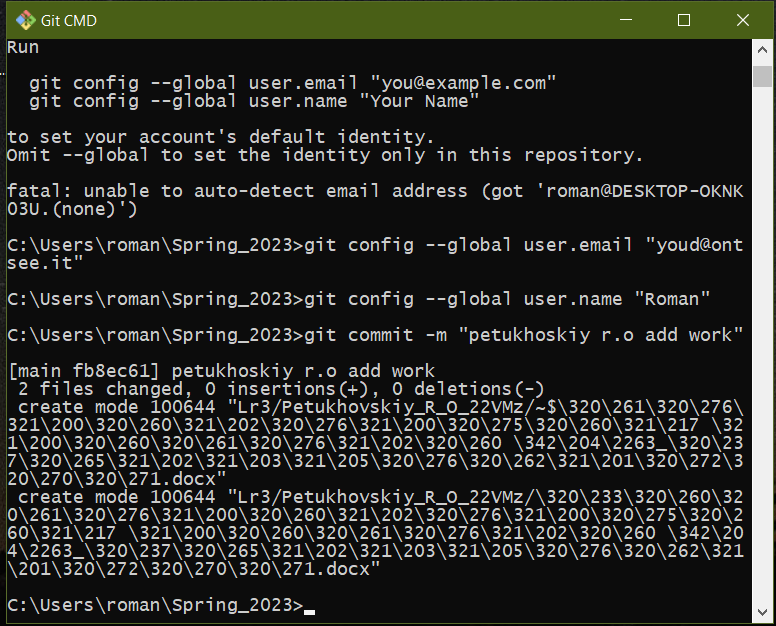 Git CMD
Run
git config --global user.email "you@example.com"
git config --global user.name "Your Name"
to set your account's default identity.
Omit --global to set the identity only in this repository.
fatal: unable to auto-detect email address (got 'roman@DESKTOP-OKNK
O3U.(none)')
C:\Users\roman\Spring_2023>git config --global user.email "youd@ont
see.it"
C:\Users\roman\Spring_2023>git config --global user.name "Roman"
C:\Users\roman\Spring_2023>git commit -m "petukhoskiy r.o add work"
[main fb8ec61] petukhoskiy r.o add work
2 files changed, 0 insertions(+), 0 deletions(-)
create mode 100644 "Lr3/Petukhovskiy_R_O_22VMz/~$\320\261\320\276\
321\200\320\260\321\202\320\276\321\200\320\275\320\260\321\217 \32
1\200\320\260\320\261\320\276\321\202\320\260 \342\204\2263_\320\23
7\320\265\321\202\321\203\321\205\320\276\320\262\321\201\320\272\3
20\270\320\271.docx"
create mode 100644 "Lr3/Petukhovskiy_R_O_22VMz/\320\233\320\260\32
0\261\320\276\321\200\320\260\321\202\320\276\321\200\320\275\320\2
60\321\217 \321\200\320\260\320\261\320\276\321\202\320\260 \342\20
4\2263_\320\237\320\265\321\202\321\203\321\205\320\276\320\262\321
\201\320\272\320\270\320\271.docx"
C:\Users\roman\Spring_2023>